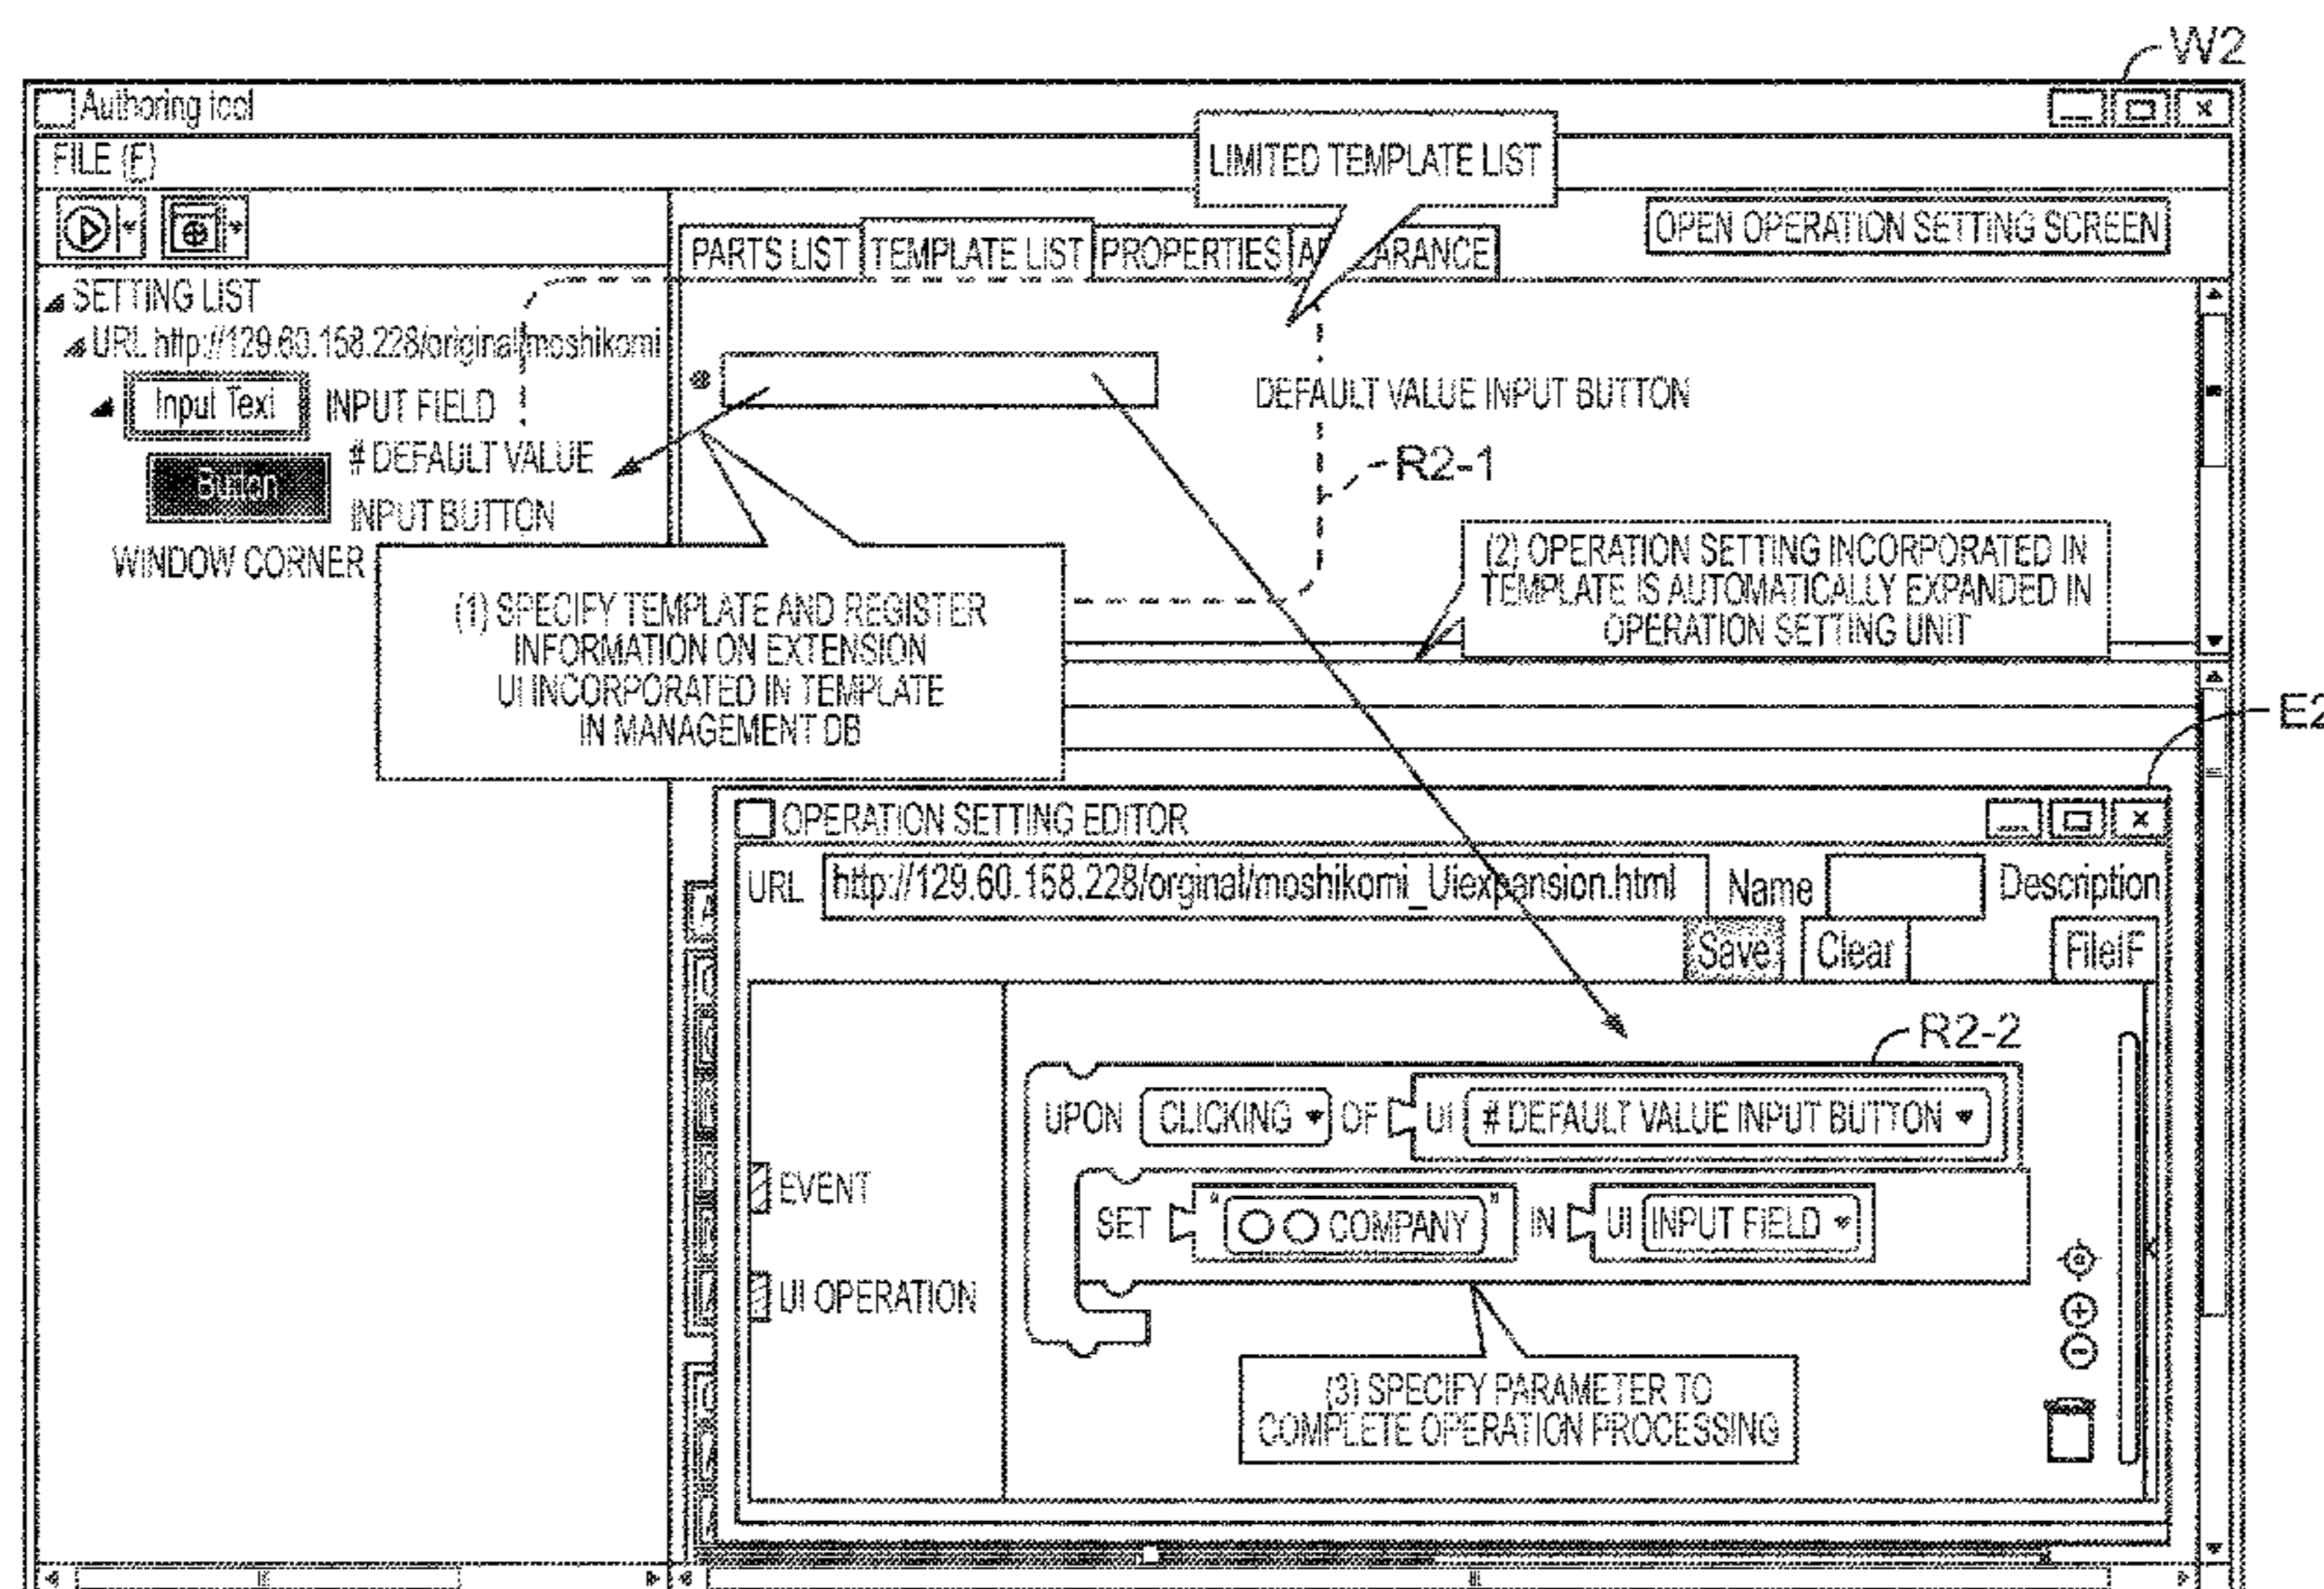 W2
Authoring tool
FILE (F)
LIMITED TEMPLATE LIST
PARTS LIST TEMPLATE LIST PROPERTIES
OPEN OPERATION SETTING SCREEN
SETTING LIST
URL http://129.60.158.228/original/moshikomi
Input Text INPUT FIELD
DEFAULT VALUE INPUT BUTTON
# DEFAULT VALUE
Button
INPUT BUTTON
R2-1
WINDOW CORNER
(1) SPECIFY TEMPLATE AND REGISTER
INFORMATION ON EXTENSION
UI INCORPORATED IN TEMPLATE
IN MANAGEMENT DB
(2) OPERATION SETTING INCORPORATED IN
TEMPLATE IS AUTOMATICALLY EXPANDED IN
OPERATION SETTING UNIT
E2
OPERATION SETTING EDITOR
URL http://129.60.158.228/orginal/moshikomi_Uiexpansion.html Name Description
Save Clear FileIF
R2-2
UPON CLICKING OF UI # DEFAULT VALUE INPUT BUTTON
EVENT
SET "○○ COMPANY" IN UI INPUT FIELD
UI OPERATION
(3) SPECIFY PARAMETER TO
COMPLETE OPERATION PROCESSING